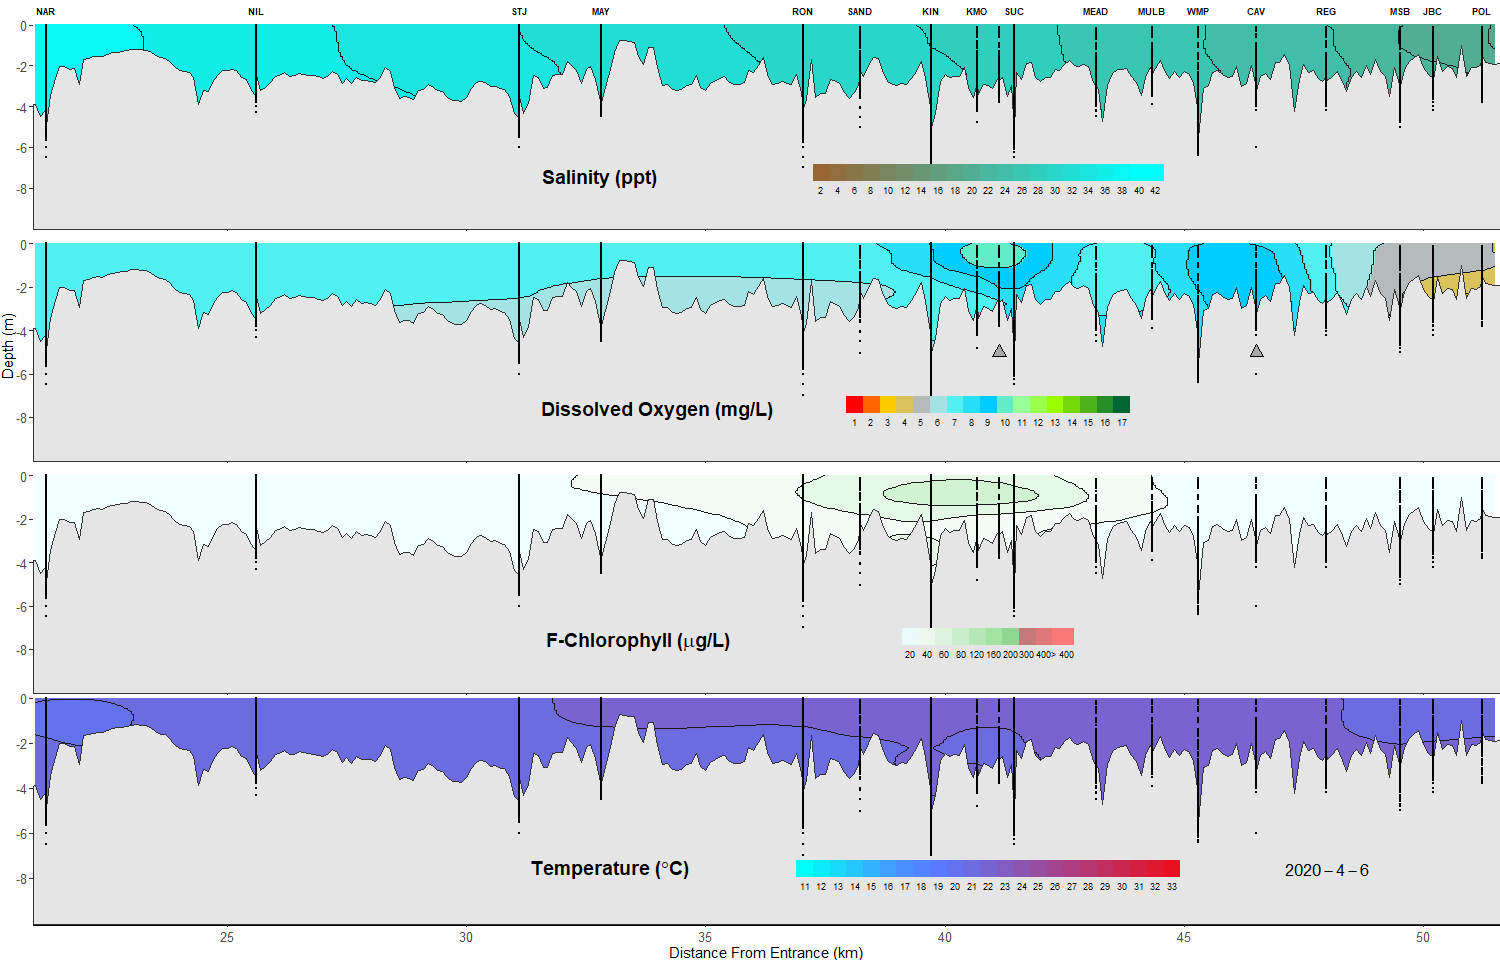 NAR NIL STJ MAY RON SAND KIN KMO SUC MEAD MULB WMP CAV REG MSB JBC POL
0
-2
-4
-6
-8
Salinity (ppt)
2 4 6 8 10 12 14 16 18 20 22 24 26 28 30 32 34 36 38 40 42
0
-2
-4
-6
-8
Depth (m)
Dissolved Oxygen (mg/L)
1 2 3 4 5 6 7 8 9 10 11 12 13 14 15 16 17
0
-2
-4
-6
-8
F-Chlorophyll (μg/L)
20 40 60 80 120 160 200 300 400 > 400
0
-2
-4
-6
-8
Temperature (°C)
11 12 13 14 15 16 17 18 19 20 21 22 23 24 25 26 27 28 29 30 31 32 33
2020 – 4 – 6
25 30 35 40 45 50
Distance From Entrance (km)